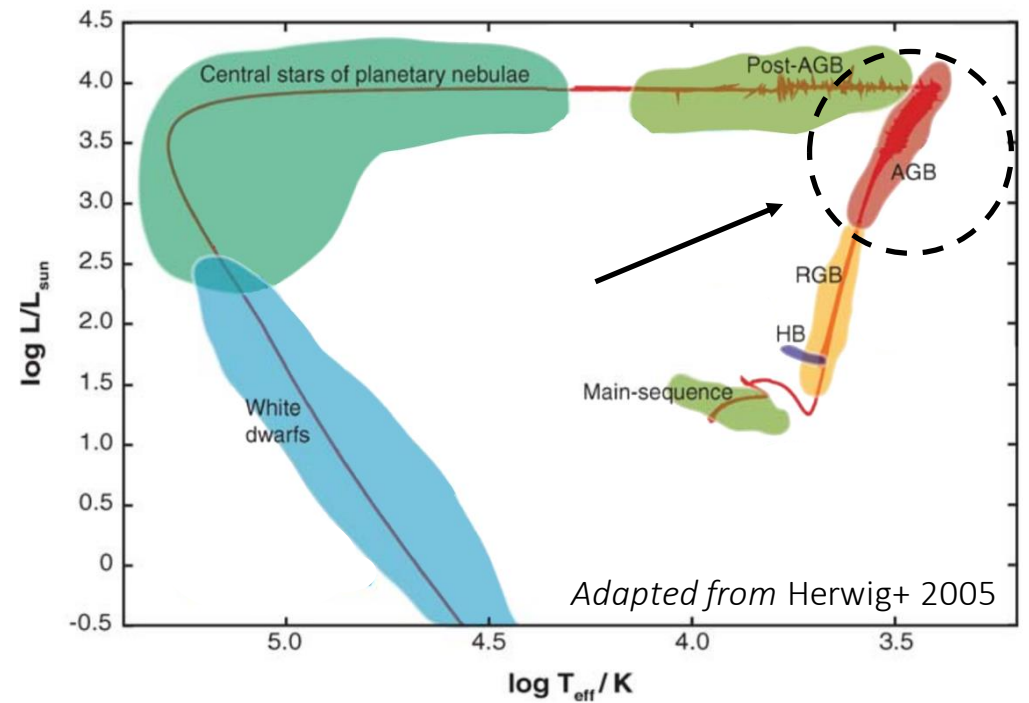 4.5
4.0
3.5
3.0
2.5
2.0
1.5
1.0
0.5
0
-0.5
log L/Lsun
Central stars of planetary nebulae
Post-AGB
AGB
RGB
HB
Main-sequence
White
dwarfs
Adapted from Herwig+ 2005
5.0 4.5 4.0 3.5
log Teff / K